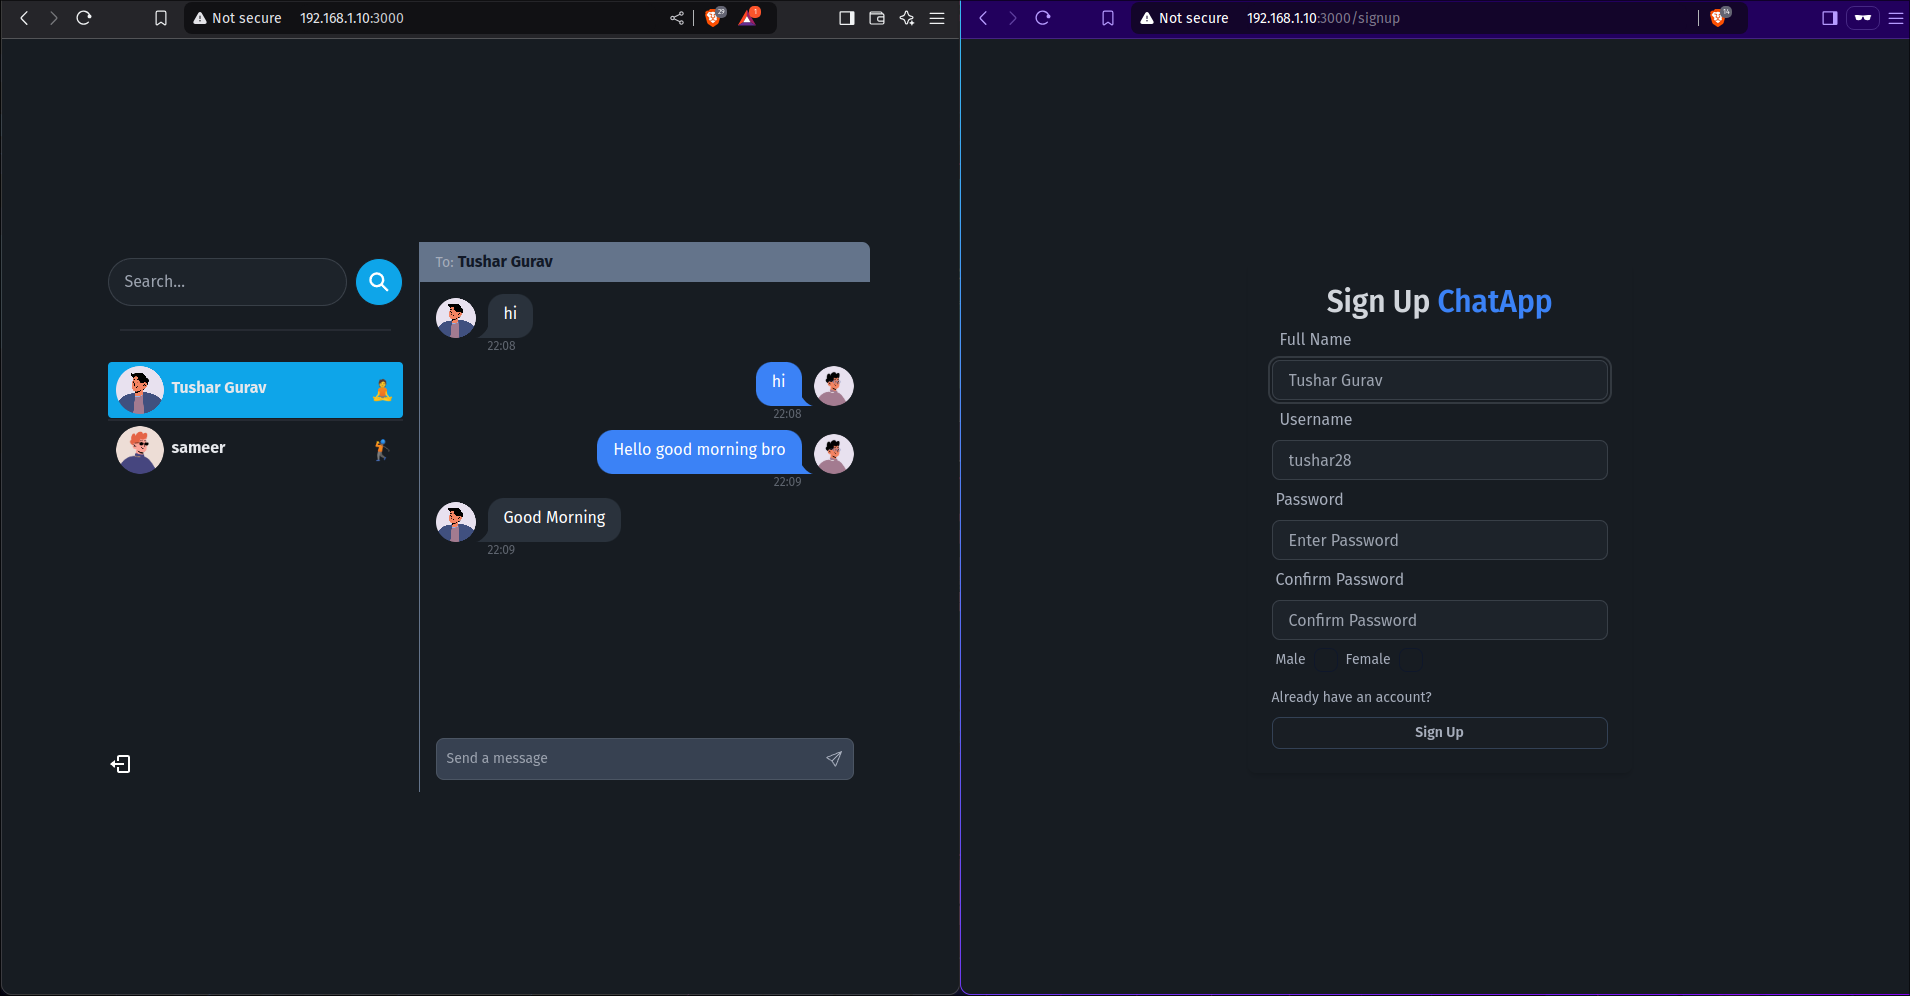 Not secure 192.168.1.10:3000
29
1
Search...
Tushar Gurav
sameer
To: Tushar Gurav
hi
22:08
hi
22:08
Hello good morning bro
22:09
Good Morning
22:09
Send a message
Not secure 192.168.1.10:3000/signup
14
Sign Up ChatApp
Full Name
Tushar Gurav
Username
tushar28
Password
Enter Password
Confirm Password
Confirm Password
Male Female
Already have an account?
Sign Up